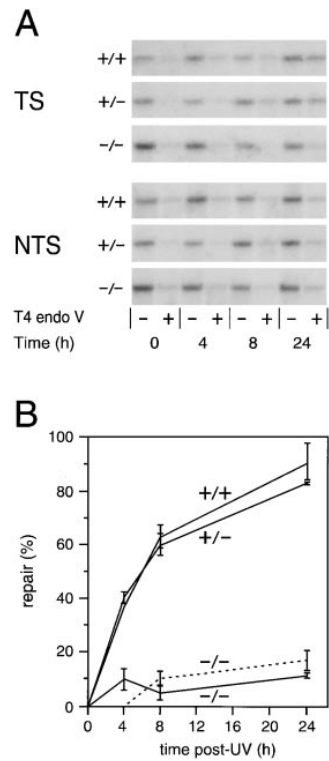 A
TS
+/+
+/−
−/−
NTS
+/+
+/−
−/−
T4 endo V − + − + − + − +
Time (h) 0 4 8 24
B
100
80
60
40
20
0
repair (%)
+/+
+/−
−/−
−/−
0 4 8 12 16 20 24
time post-UV (h)